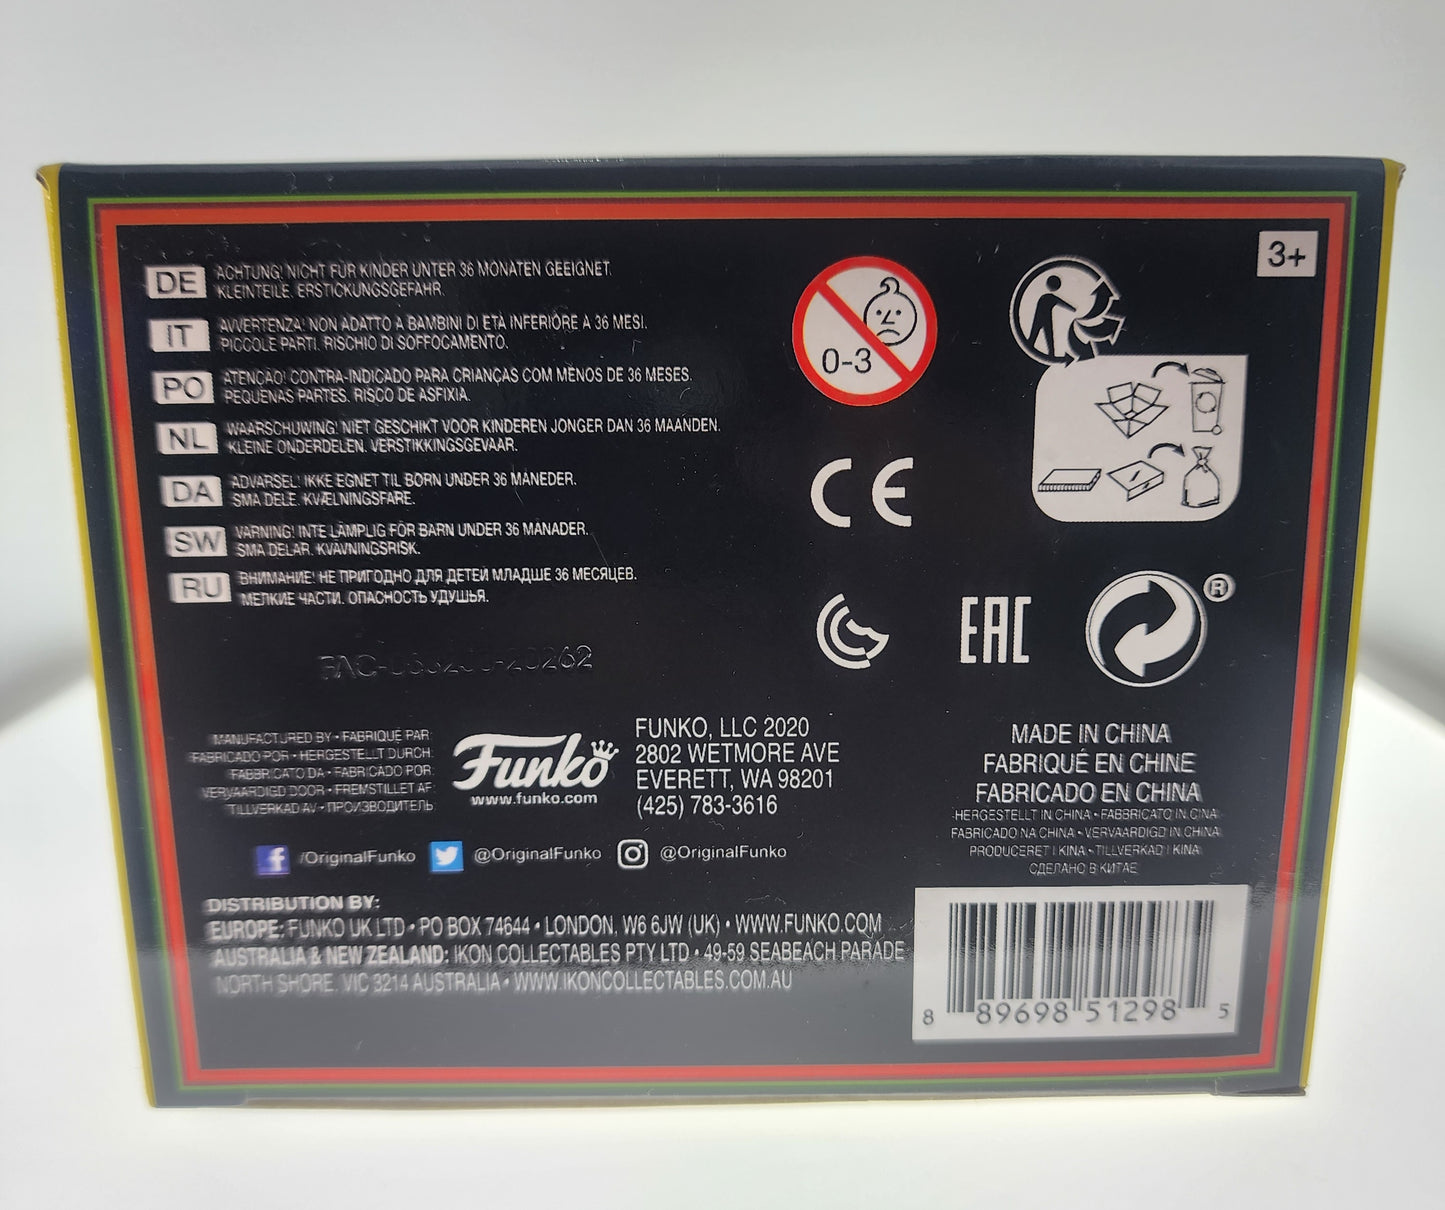 3+
DE ACHTUNG! NICHT FÜR KINDER UNTER 36 MONATEN GEEIGNET.
KLEINTEILE. ERSTICKUNGSGEFAHR.
IT AVVERTENZA! NON ADATTO A BAMBINI DI ETÀ INFERIORE A 36 MESI.
PICCOLE PARTI. RISCHIO DI SOFFOCAMENTO.
PO ATENCÃO! CONTRA-INDICADO PARA CRIANÇAS COM MENOS DE 36 MESES.
PEQUENAS PARTES. RISCO DE ASFIXIA.
NL WAARSCHUWING! NIET GESCHIKT VOOR KINDEREN JONGER DAN 36 MAANDEN.
KLEINE ONDERDELEN. VERSTIKKINGSGEVAAR.
DA ADVARSEL! IKKE EGNET TIL BORN UNDER 36 MANEDER.
SMA DELE. KVÆLNINGSFARE.
SW VARNING! INTE LÄMPLIG FÖR BARN UNDER 36 MÅNADER.
SMA DELAR. KVÄVNINGSRISK.
RU ВНИМАНИЕ! НЕ ПРИГОДНО ДЛЯ ДЕТЕЙ МЛАДШЕ 36 МЕСЯЦЕВ.
МЕЛКИЕ ЧАСТИ. ОПАСНОСТЬ УДУШЬЯ.
0-3
CE
EAC
®
MANUFACTURED BY • FABRIQUÉ PAR:
FABRICADO POR • HERGESTELLT DURCH:
FABBRICATO DA • FABRICADO POR:
VERVAARDIGD DOOR • FREMSTILLET AF:
TILLVERKAD AV • ПРОИЗВОДИТЕЛЬ:
Funko
www.funko.com
FUNKO, LLC 2020
2802 WETMORE AVE
EVERETT, WA 98201
(425) 783-3616
/OriginalFunko @OriginalFunko @OriginalFunko
MADE IN CHINA
FABRIQUÉ EN CHINE
FABRICADO EN CHINA
HERGESTELLT IN CHINA • FABBRICATO IN CINA
FABRICADO NA CHINA • VERVAARDIGD IN CHINA
PRODUCERET I KINA • TILLVERKAD I KINA
СДЕЛАНО В КИТАЕ
DISTRIBUTION BY:
EUROPE: FUNKO UK LTD • PO BOX 74644 • LONDON. W6 6JW (UK) • WWW.FUNKO.COM
AUSTRALIA & NEW ZEALAND: IKON COLLECTABLES PTY LTD • 49-59 SEABEACH PARADE
NORTH SHORE. VIC 3214 AUSTRALIA • WWW.IKONCOLLECTABLES.COM.AU
8 89698 51298 5